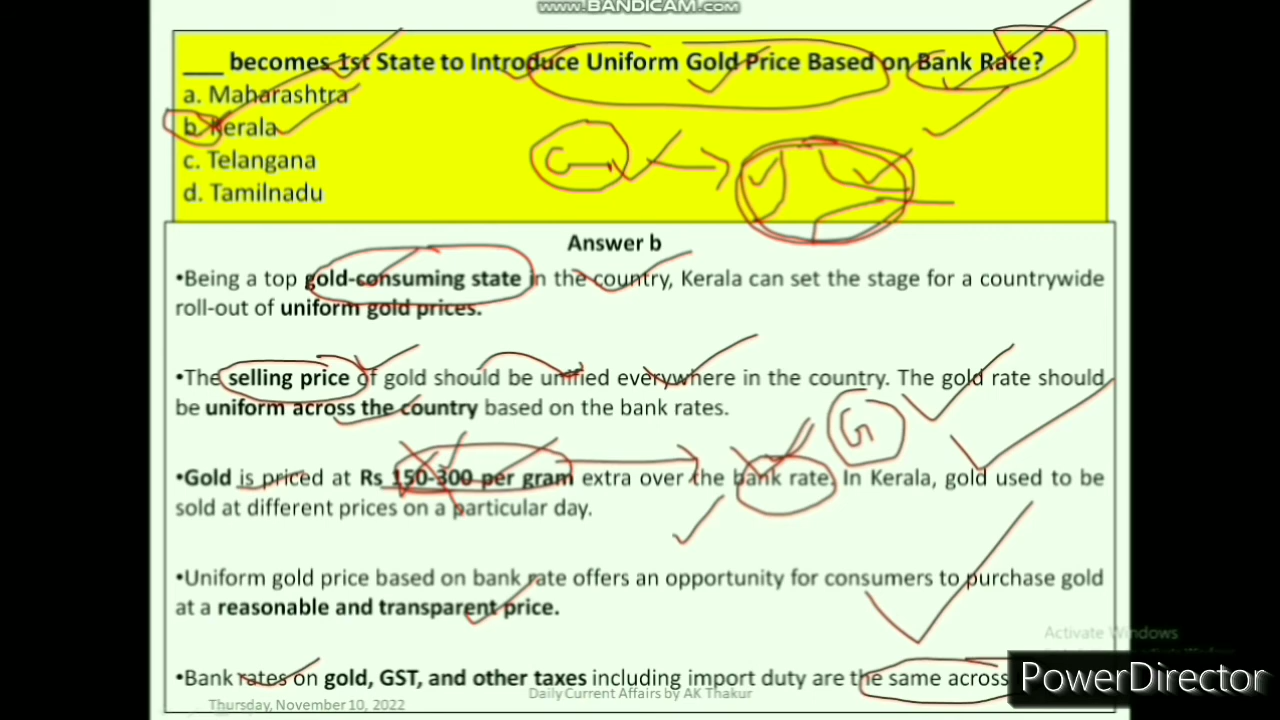 www.BANDICAM.com
___ becomes 1st State to Introduce Uniform Gold Price Based on Bank Rate?
a. Maharashtra
b. Kerala
c. Telangana
d. Tamilnadu
Answer b
•Being a top gold-consuming state in the country, Kerala can set the stage for a countrywide
roll-out of uniform gold prices.
•The selling price of gold should be unified everywhere in the country. The gold rate should
be uniform across the country based on the bank rates.
G
•Gold is priced at Rs 150-300 per gram extra over the bank rate. In Kerala, gold used to be
sold at different prices on a particular day.
•Uniform gold price based on bank rate offers an opportunity for consumers to purchase gold
at a reasonable and transparent price.
Activate Windows
•Bank rates on gold, GST, and other taxes including import duty are the same across
PowerDirector
Daily Current Affairs by AK Thakur
Thursday, November 10, 2022